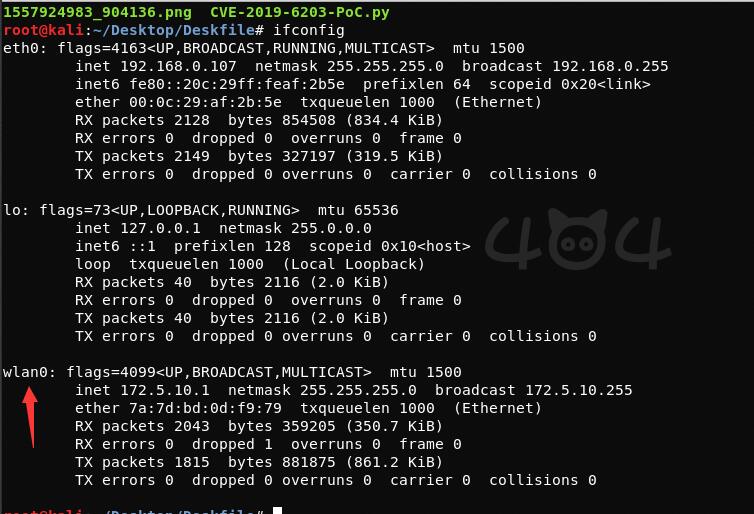 1557924983_904136.png  CVE-2019-6203-PoC.py
root@kali:~/Desktop/Deskfile# ifconfig
eth0: flags=4163<UP,BROADCAST,RUNNING,MULTICAST>  mtu 1500
        inet 192.168.0.107  netmask 255.255.255.0  broadcast 192.168.0.255
        inet6 fe80::20c:29ff:feaf:2b5e  prefixlen 64  scopeid 0x20<link>
        ether 00:0c:29:af:2b:5e  txqueuelen 1000  (Ethernet)
        RX packets 2128  bytes 854508 (834.4 KiB)
        RX errors 0  dropped 0  overruns 0  frame 0
        TX packets 2149  bytes 327197 (319.5 KiB)
        TX errors 0  dropped 0 overruns 0  carrier 0  collisions 0

lo: flags=73<UP,LOOPBACK,RUNNING>  mtu 65536
        inet 127.0.0.1  netmask 255.0.0.0
        inet6 ::1  prefixlen 128  scopeid 0x10<host>
        loop  txqueuelen 1000  (Local Loopback)
        RX packets 40  bytes 2116 (2.0 KiB)
        RX errors 0  dropped 0  overruns 0  frame 0
        TX packets 40  bytes 2116 (2.0 KiB)
        TX errors 0  dropped 0 overruns 0  carrier 0  collisions 0
404

wlan0: flags=4099<UP,BROADCAST,MULTICAST>  mtu 1500
        inet 172.5.10.1  netmask 255.255.255.0  broadcast 172.5.10.255
        ether 7a:7d:bd:0d:f9:79  txqueuelen 1000  (Ethernet)
        RX packets 2043  bytes 359205 (350.7 KiB)
        RX errors 0  dropped 1  overruns 0  frame 0
        TX packets 1815  bytes 881875 (861.2 KiB)
        TX errors 0  dropped 0 overruns 0  carrier 0  collisions 0

root@kali:~/Desktop/Deskfile#